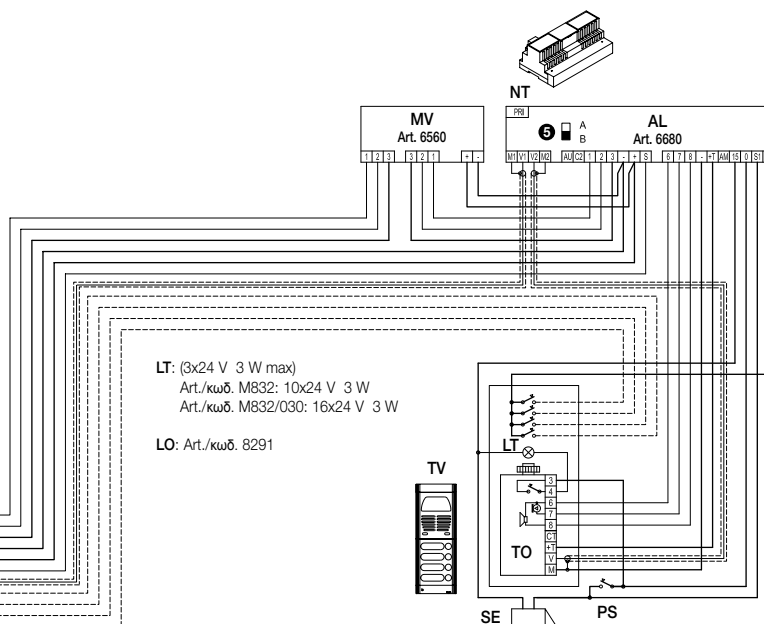 NT
MV
Art. 6560
1 2 3 3 2 1 + -
PRI
5 A
B
AL
Art. 6680
M1 V1 V2 M2 AU C2 1 2 3 - + S 6 7 8 - +T AM 15 0 S1
LT: (3x24 V 3 W max)
Art./κωδ. M832: 10x24 V 3 W
Art./κωδ. M832/030: 16x24 V 3 W
LO: Art./κωδ. 8291
TV
LT
3
4
6
7
8
CT
+T
V
M
TO
SE
PS